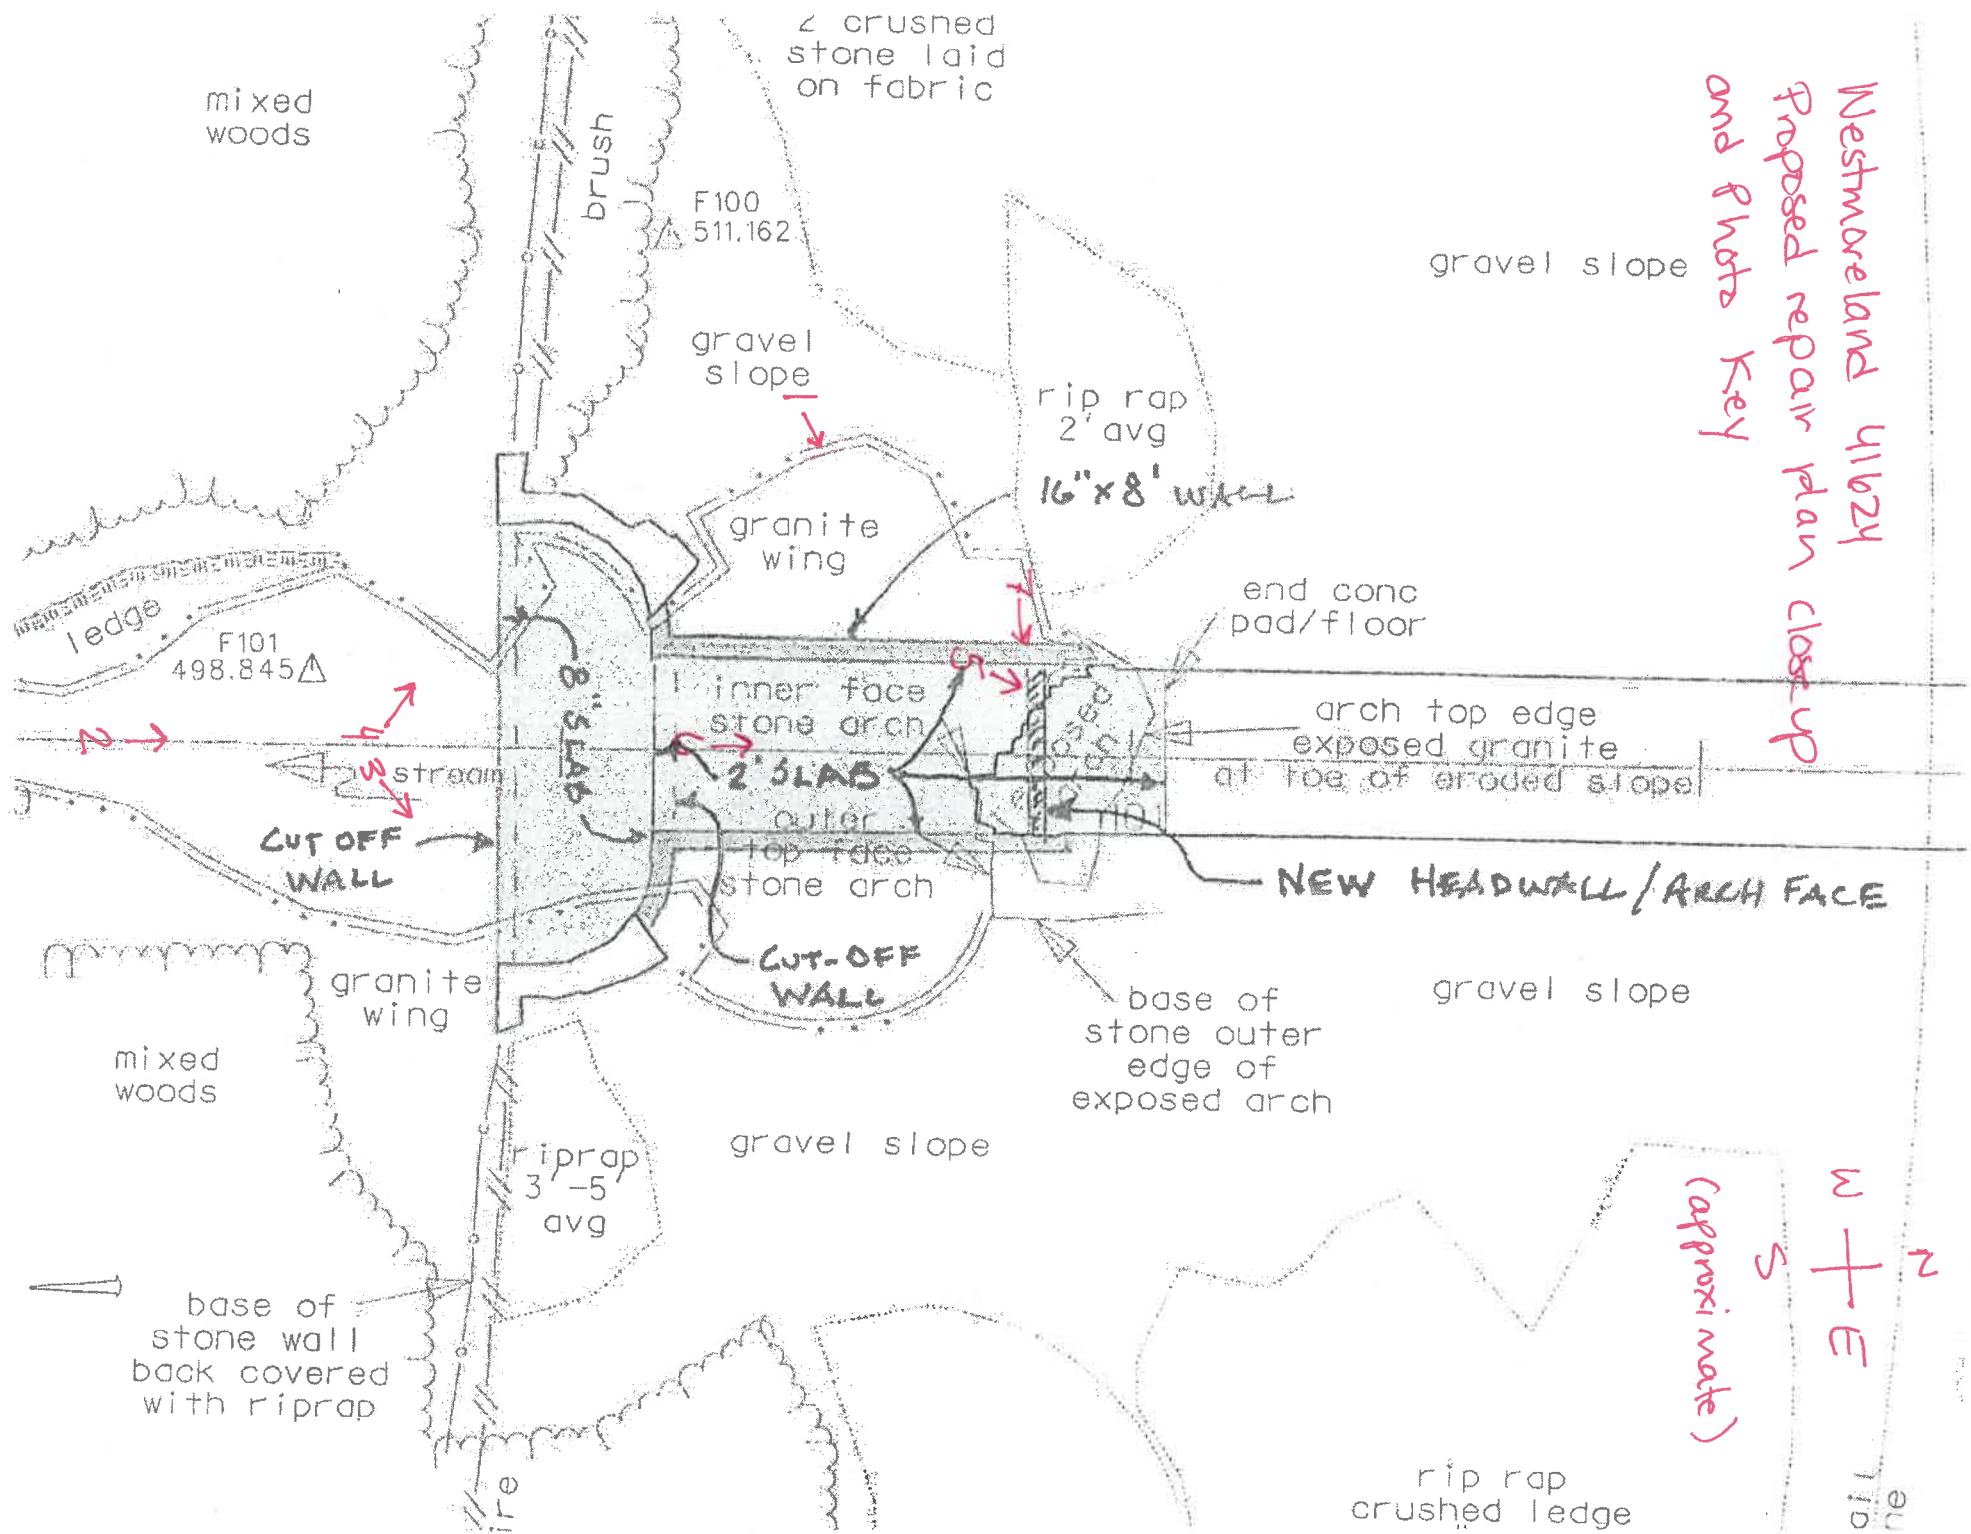 2 crushed
stone laid
on fabric
mixed
woods
brush
F100
511.162
gravel slope
Westmoreland 41624
Proposed repair plan close up
and Photo Key
gravel
slope
1
rip rap
2' avg
16" x 8' WALL
granite
wing
7
end conc
pad/floor
ledge
F101
498.845
8" SLAB
inner face
stone arch
5
arch top edge
exposed granite
at toe of eroded slope
2
4
3
stream
6
2' SLAB
outer
top face
stone arch
CUT OFF
WALL
NEW HEADWALL/ARCH FACE
CUT-OFF
WALL
granite
wing
base of
stone outer
edge of
exposed arch
gravel slope
mixed
woods
gravel slope
riprap
3'-5'
avg
N
W E
S
(approximate)
base of
stone wall
back covered
with riprap
rip rap
crushed ledge